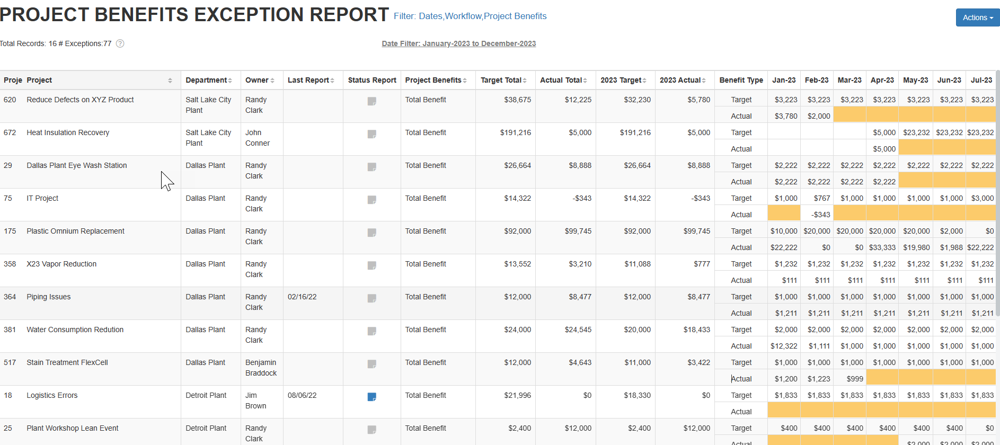 PROJECT BENEFITS EXCEPTION REPORT Filter: Dates,Workflow,Project Benefits Actions
Total Records: 16 # Exceptions:77 ? Date Filter: January-2023 to December-2023
Proje Project Department Owner Last Report Status Report Project Benefits Target Total Actual Total 2023 Target 2023 Actual Benefit Type Jan-23 Feb-23 Mar-23 Apr-23 May-23 Jun-23 Jul-23
620 Reduce Defects on XYZ Product Salt Lake City Randy Total Benefit $38,675 $12,225 $32,230 $5,780 Target $3,223 $3,223 $3,223 $3,223 $3,223 $3,223 $3,223
Plant Clark Actual $3,780 $2,000
672 Heat Insulation Recovery Salt Lake City John Total Benefit $191,216 $5,000 $191,216 $5,000 Target $5,000 $23,232 $23,232 $23,232
Plant Conner Actual $5,000
29 Dallas Plant Eye Wash Station Dallas Plant Randy Total Benefit $26,664 $8,888 $26,664 $8,888 Target $2,222 $2,222 $2,222 $2,222 $2,222 $2,222 $2,222
Clark Actual $2,222 $2,222 $2,222 $2,222
75 IT Project Dallas Plant Randy Total Benefit $14,322 -$343 $14,322 -$343 Target $1,000 $767 $1,000 $1,000 $1,000 $1,000 $3,000
Clark Actual -$343
175 Plastic Omnium Replacement Dallas Plant Randy Total Benefit $92,000 $99,745 $92,000 $99,745 Target $10,000 $20,000 $20,000 $20,000 $20,000 $2,000 $0
Clark Actual $22,222 $0 $0 $33,333 $19,980 $1,988 $22,222
358 X23 Vapor Reduction Dallas Plant Randy Total Benefit $13,552 $3,210 $11,088 $777 Target $1,232 $1,232 $1,232 $1,232 $1,232 $1,232 $1,232
Clark Actual $111 $111 $111 $111 $111 $111 $111
364 Piping Issues Dallas Plant Randy 02/16/22 Total Benefit $12,000 $8,477 $12,000 $8,477 Target $1,000 $1,000 $1,000 $1,000 $1,000 $1,000 $1,000
Clark Actual $1,211 $1,211 $1,211 $1,211 $1,211 $1,211 $1,211
381 Water Consumption Redution Dallas Plant Randy Total Benefit $24,000 $24,545 $20,000 $18,433 Target $2,000 $2,000 $2,000 $2,000 $2,000 $2,000 $2,000
Clark Actual $12,322 $1,111 $1,000 $1,000 $1,000 $1,000 $1,000
517 Stain Treatment FlexCell Dallas Plant Benjamin Total Benefit $12,000 $4,643 $11,000 $3,422 Target $1,000 $1,000 $1,000 $1,000 $1,000 $1,000 $1,000
Braddock Actual $1,200 $1,223 $999
18 Logistics Errors Detroit Plant Jim 08/06/22 Total Benefit $21,996 $0 $18,330 $0 Target $1,833 $1,833 $1,833 $1,833 $1,833 $1,833 $1,833
Brown Actual
25 Plant Workshop Lean Event Detroit Plant Randy Total Benefit $2,400 $12,000 $2,400 $12,000 Target $400 $400 $400 $400 $400 $400 $0
Clark Actual $2,000 $2,000 $2,000